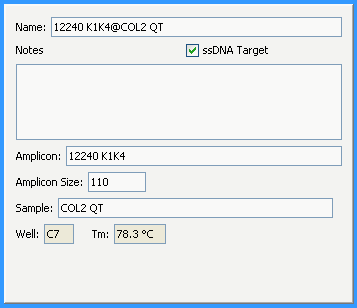 Name: 12240 K1K4@COL2 QT
Notes ssDNA Target
Amplicon: 12240 K1K4
Amplicon Size: 110
Sample: COL2 QT
Well: C7 Tm: 78.3 °C